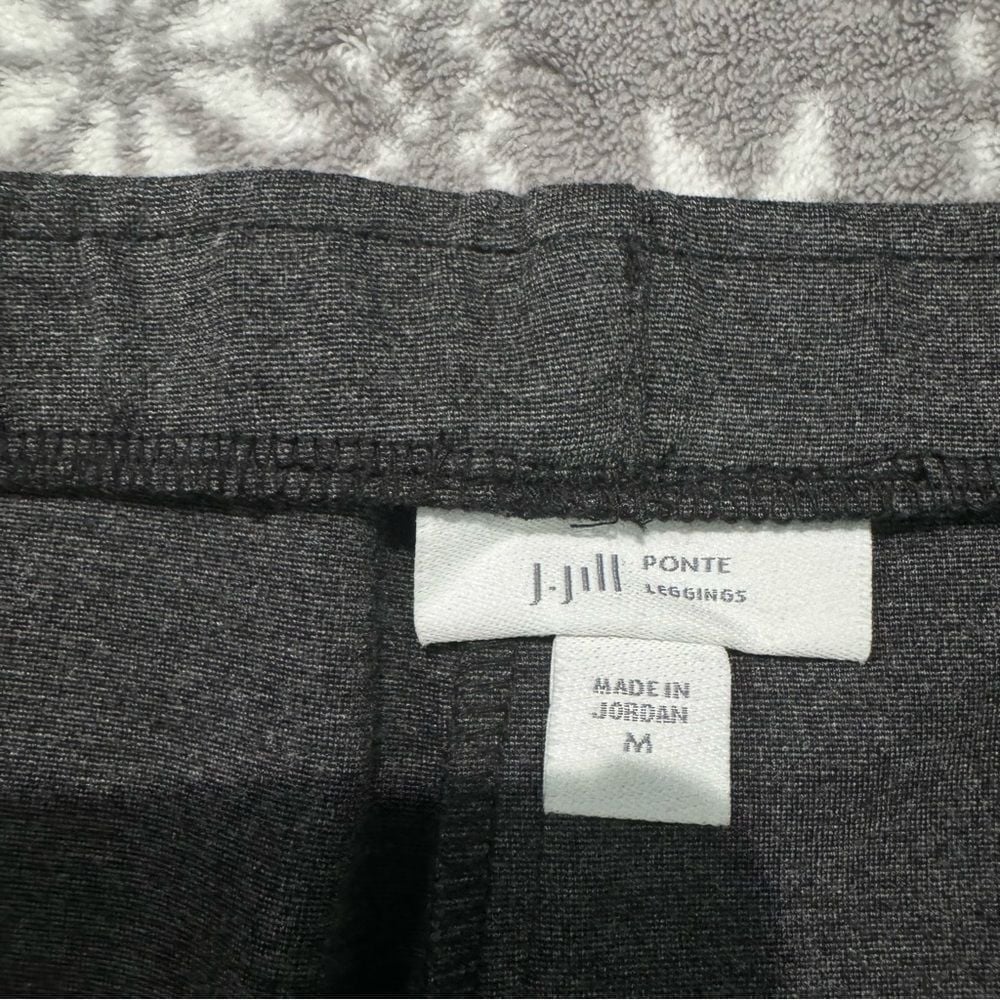 J.Jill PONTE
LEGGINGS
MADE IN
JORDAN
M